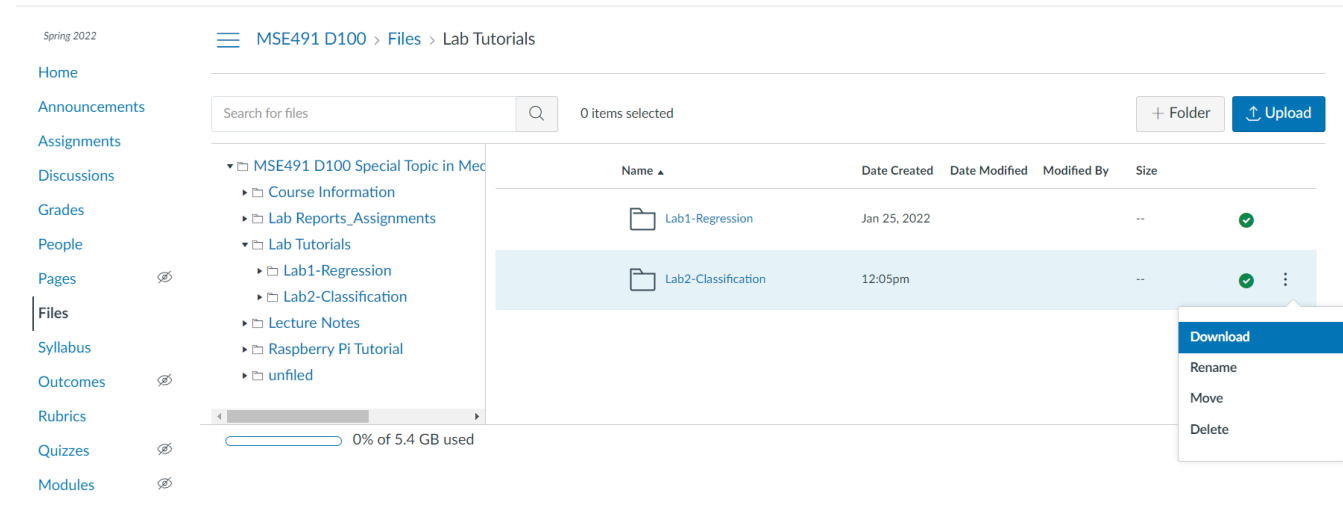 Spring 2022
MSE491 D100 > Files > Lab Tutorials
Home
Announcements
Assignments
Discussions
Grades
People
Pages
Files
Syllabus
Outcomes
Rubrics
Quizzes
Modules
Search for files
0 items selected
+ Folder
Upload
MSE491 D100 Special Topic in Mec
Course Information
Lab Reports_Assignments
Lab Tutorials
Lab1-Regression
Lab2-Classification
Lecture Notes
Raspberry Pi Tutorial
unfiled
0% of 5.4 GB used
Name Date Created Date Modified Modified By Size
Lab1-Regression Jan 25, 2022 --
Lab2-Classification 12:05pm --
Download
Rename
Move
Delete